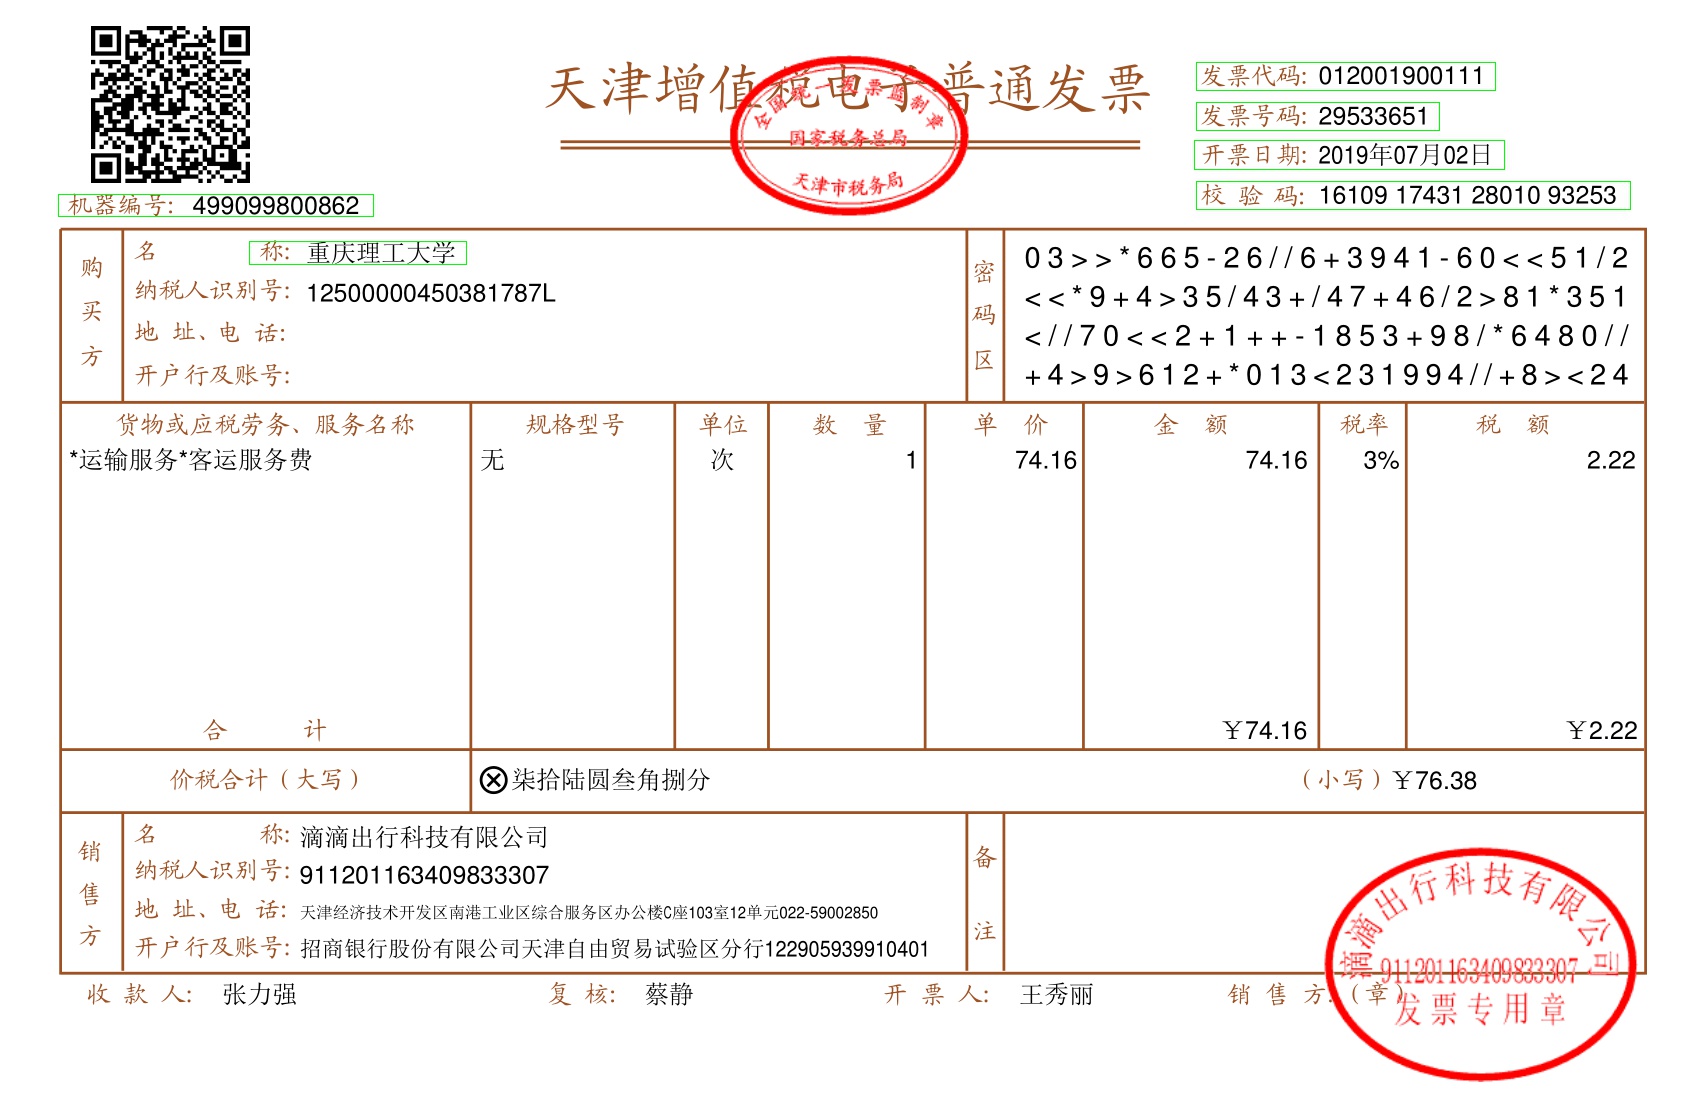 天津增值税电子普通发票
全国统一发票监制章
国家税务总局
天津市税务局
发票代码: 012001900111
发票号码: 29533651
开票日期: 2019年07月02日
校 验 码: 16109 17431 28010 93253
机器编号: 499099800862
购买方
名 称: 重庆理工大学
纳税人识别号: 12500000450381787L
地 址、电 话:
开户行及账号:
密码区
03>>*665-26//6+3941-60<<51/2
<<*9+4>35/43+/47+46/2>81*351
<//70<<2+1++-1853+98/*6480//
+4>9>612+*013<231994//+8><24
货物或应税劳务、服务名称 规格型号 单位 数 量 单 价 金 额 税率 税 额
*运输服务*客运服务费 无 次 1 74.16 74.16 3% 2.22
合 计 ￥74.16 ￥2.22
价税合计（大写） ⊗柒拾陆圆叁角捌分 （小写）￥76.38
销售方
名 称: 滴滴出行科技有限公司
纳税人识别号: 911201163409833307
地 址、电 话: 天津经济技术开发区南港工业区综合服务区办公楼C座103室12单元022-59002850
开户行及账号: 招商银行股份有限公司天津自由贸易试验区分行122905939910401
备注
收 款 人: 张力强 复 核: 蔡静 开 票 人: 王秀丽 销 售 方:（章）
滴滴出行科技有限公司
911201163409833307
发票专用章